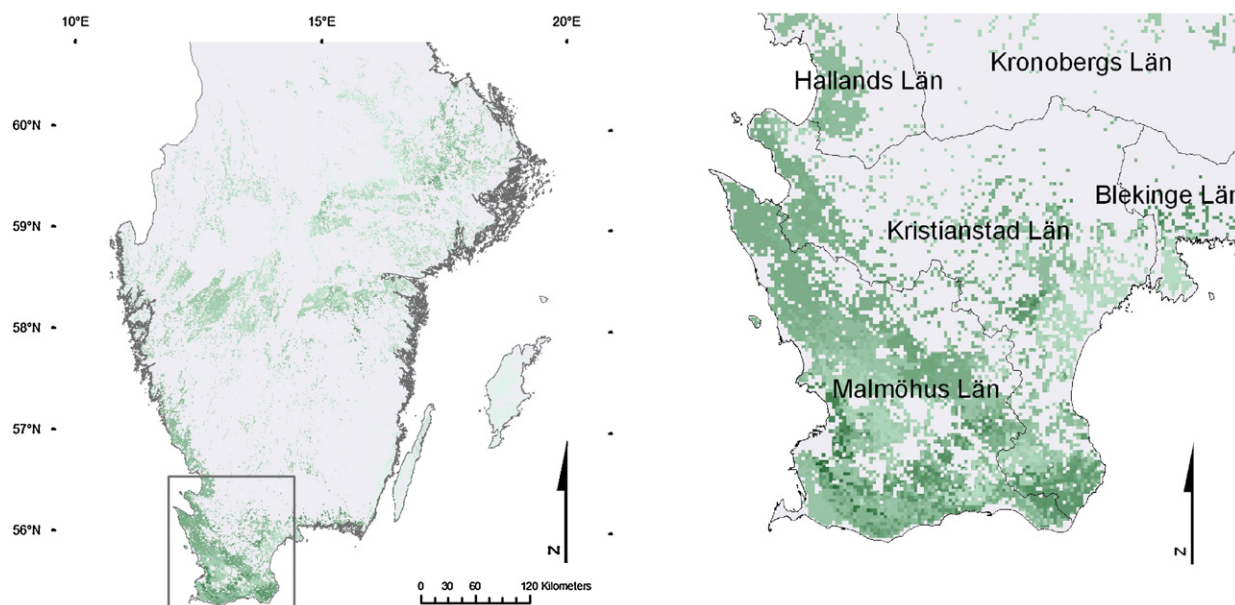 10°E
15°E
20°E
60°N
59°N
58°N
57°N
56°N
N
0 30 60 120 Kilometers
Hallands Län
Kronobergs Län
Blekinge Län
Kristianstad Län
Malmöhus Län
N